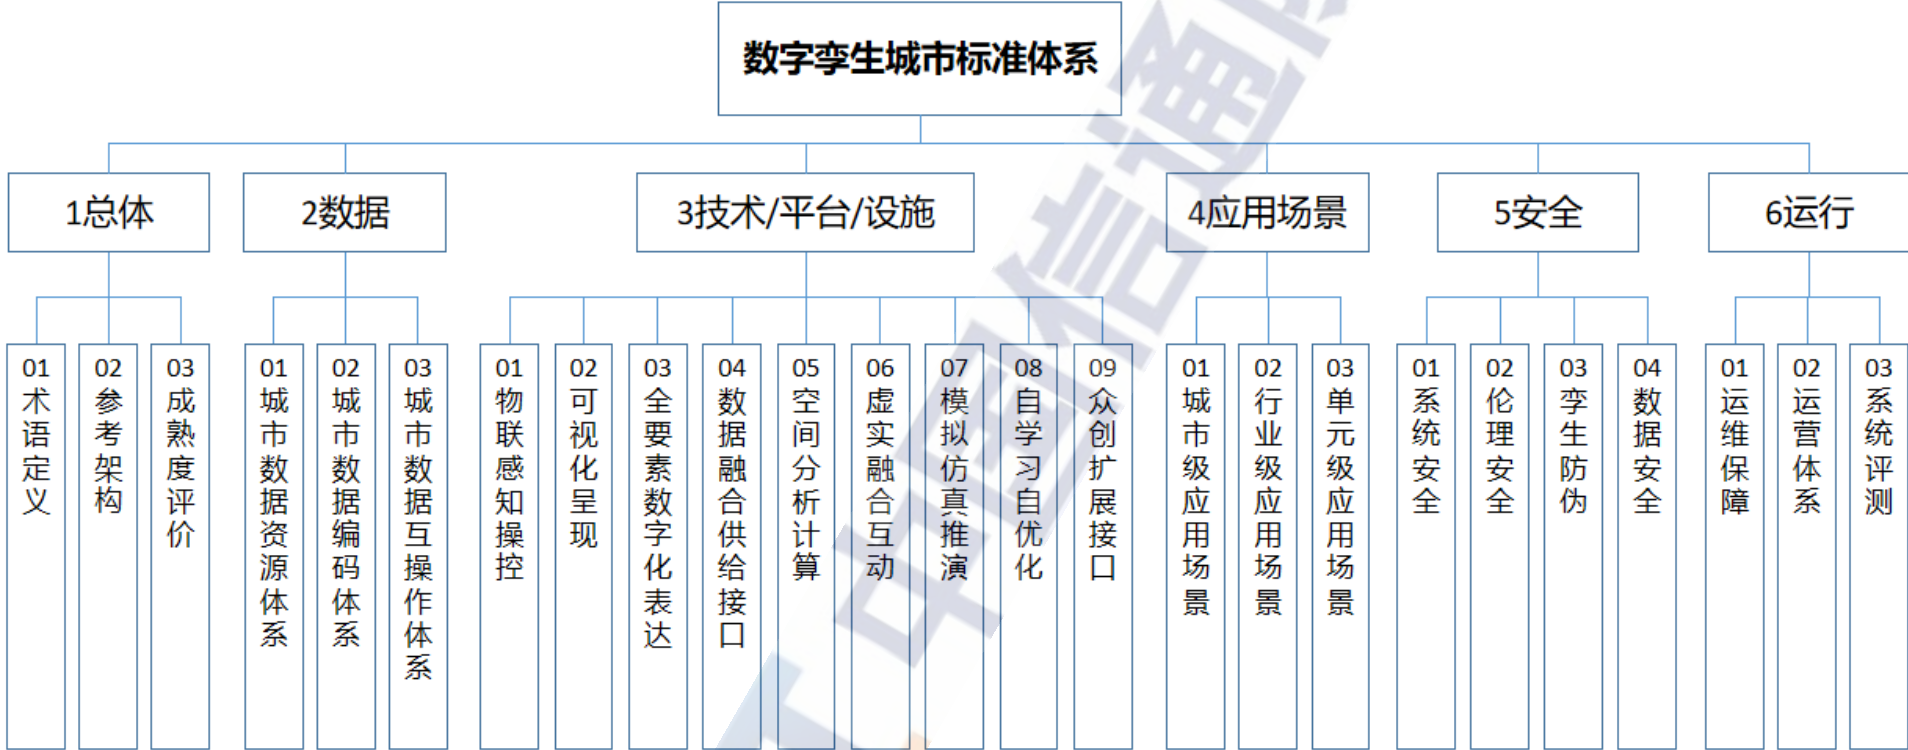 数字孪生城市标准体系
1总体
2数据
3技术/平台/设施
4应用场景
5安全
6运行
01术语定义
02参考架构
03成熟度评价
01城市数据资源体系
02城市数据编码体系
03城市数据互操作体系
01物联感知操控
02可视化呈现
03全要素数字化表达
04数据融合供给接口
05空间分析计算
06虚实融合互动
07模拟仿真推演
08自学习自优化
09众创扩展接口
01城市级应用场景
02行业级应用场景
03单元级应用场景
01系统安全
02伦理安全
03孪生防伪
04数据安全
01运维保障
02运营体系
03系统评测
中国信通